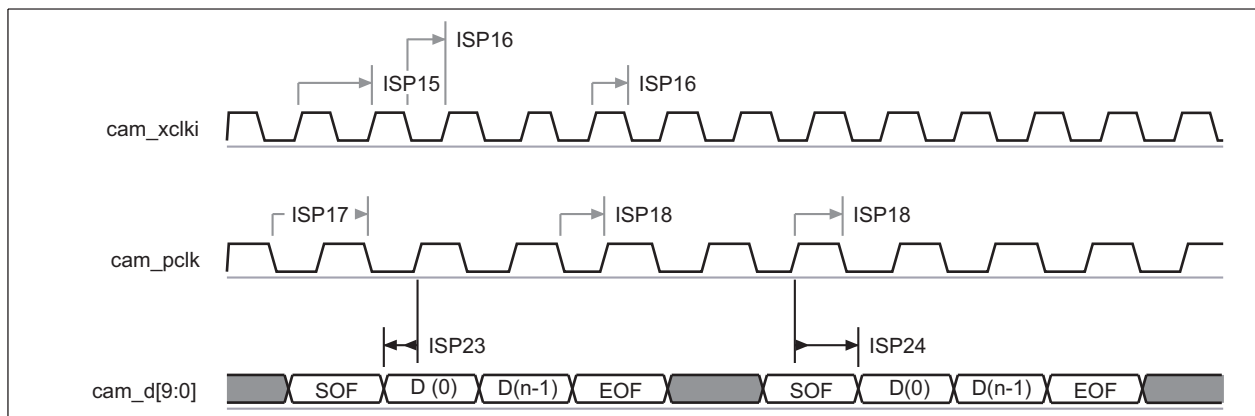 ISP16
ISP15
ISP16
cam_xclki
ISP17
ISP18
ISP18
cam_pclk
ISP23
ISP24
cam_d[9:0]
SOF
D (0)
D(n-1)
EOF
SOF
D(0)
D(n-1)
EOF